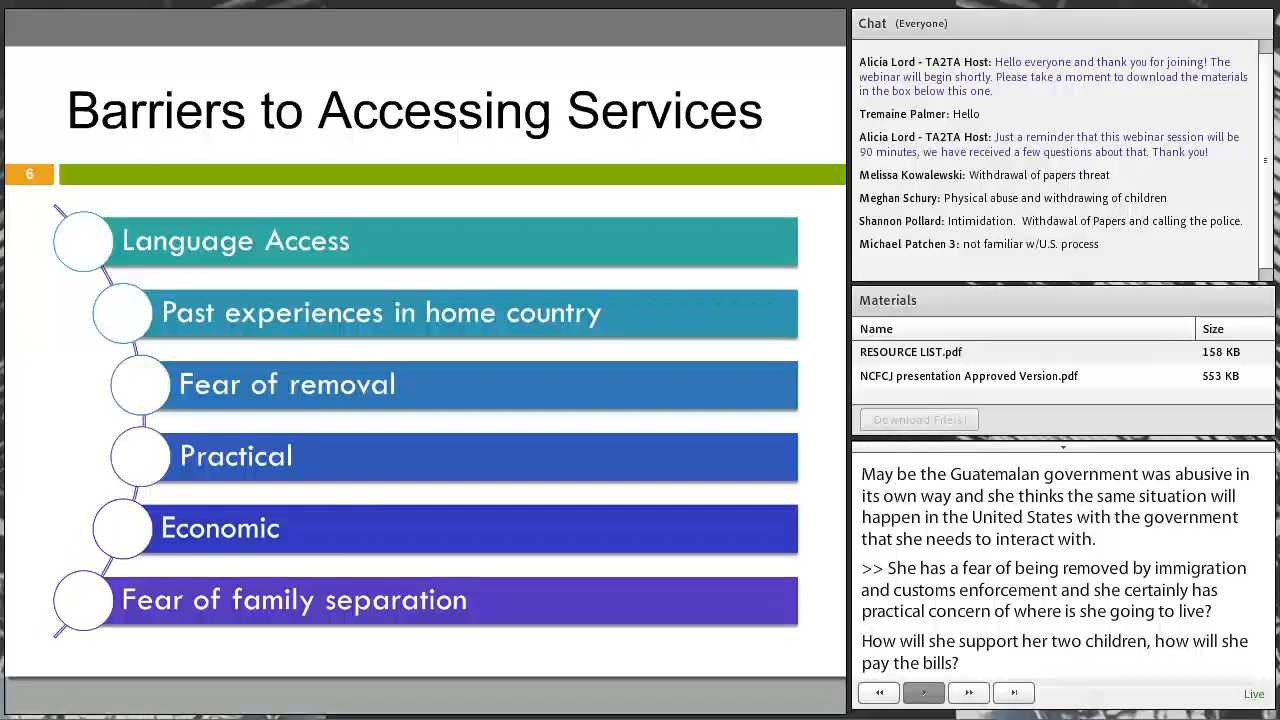 Barriers to Accessing Services
6
Language Access
Past experiences in home country
Fear of removal
Practical
Economic
Fear of family separation
Chat (Everyone)
Alicia Lord - TA2TA Host: Hello everyone and thank you for joining! The
webinar will begin shortly. Please take a moment to download the materials
in the box below this one.
Tremaine Palmer: Hello
Alicia Lord - TA2TA Host: Just a reminder that this webinar session will be
90 minutes, we have received a few questions about that. Thank you!
Melissa Kowalewski: Withdrawal of papers threat
Meghan Schury: Physical abuse and withdrawing of children
Shannon Pollard: Intimidation. Withdawal of Papers and calling the police.
Michael Patchen 3: not familiar w/U.S. process
Materials
Name Size
RESOURCE LIST.pdf 158 KB
NCFCJ presentation Approved Version.pdf 553 KB
Download File(s)
May be the Guatemalan government was abusive in
its own way and she thinks the same situation will
happen in the United States with the government
that she needs to interact with.
>> She has a fear of being removed by immigration
and customs enforcement and she certainly has
practical concern of where is she going to live?
How will she support her two children, how will she
pay the bills?
Live